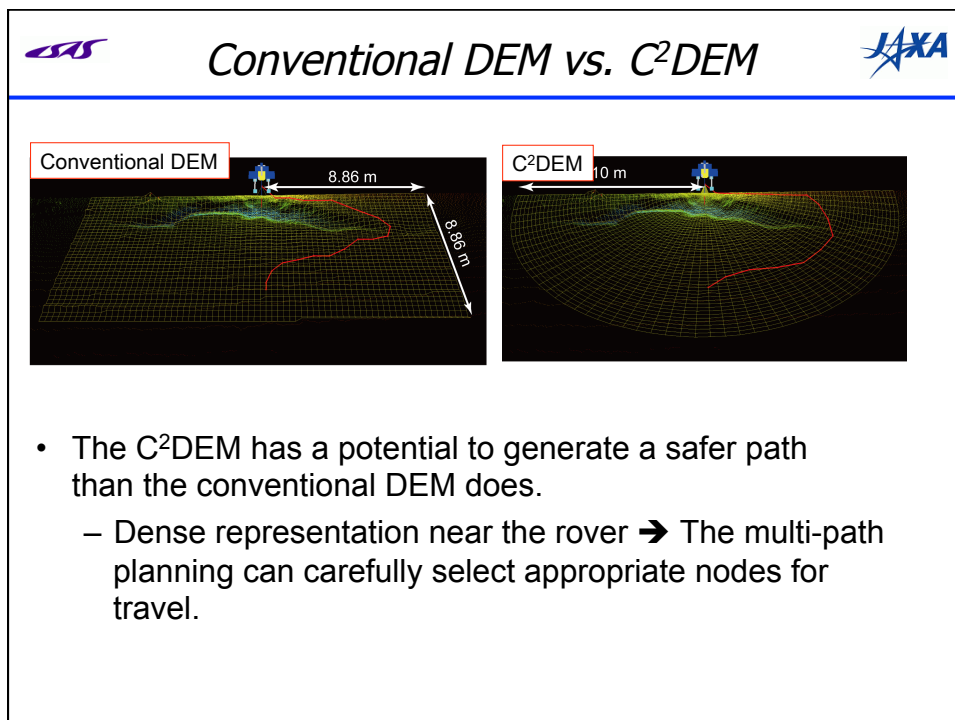 ISAS
Conventional DEM vs. C²DEM
JAXA
Conventional DEM
8.86 m
8.86 m
C²DEM
10 m
• The C²DEM has a potential to generate a safer path
than the conventional DEM does.
– Dense representation near the rover ➔ The multi-path
planning can carefully select appropriate nodes for
travel.